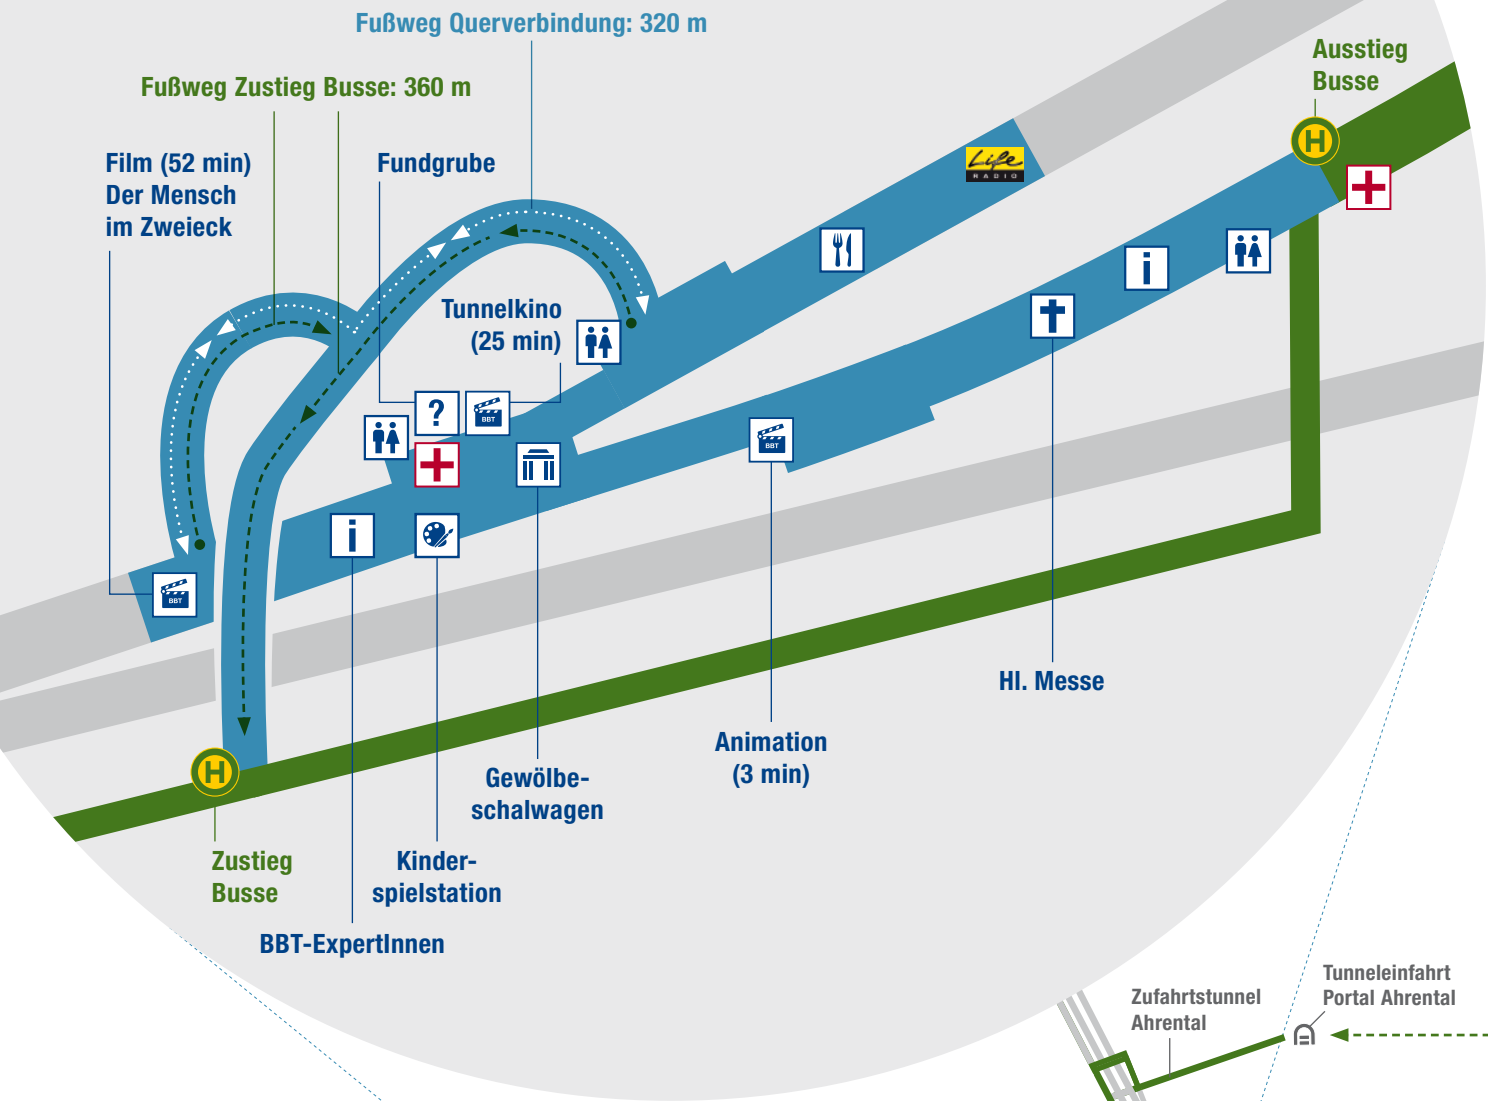 Fußweg Querverbindung: 320 m
Fußweg Zustieg Busse: 360 m
Ausstieg
Busse
H
Film (52 min)
Der Mensch
im Zweieck
Fundgrube
Life
RADIO
Tunnelkino
(25 min)
?
BBT
i
BBT
i
BBT
Hl. Messe
Animation
(3 min)
H
Gewölbe-
schalwagen
Zustieg
Busse
Kinder-
spielstation
BBT-ExpertInnen
Zufahrtstunnel
Ahrental
Tunneleinfahrt
Portal Ahrental